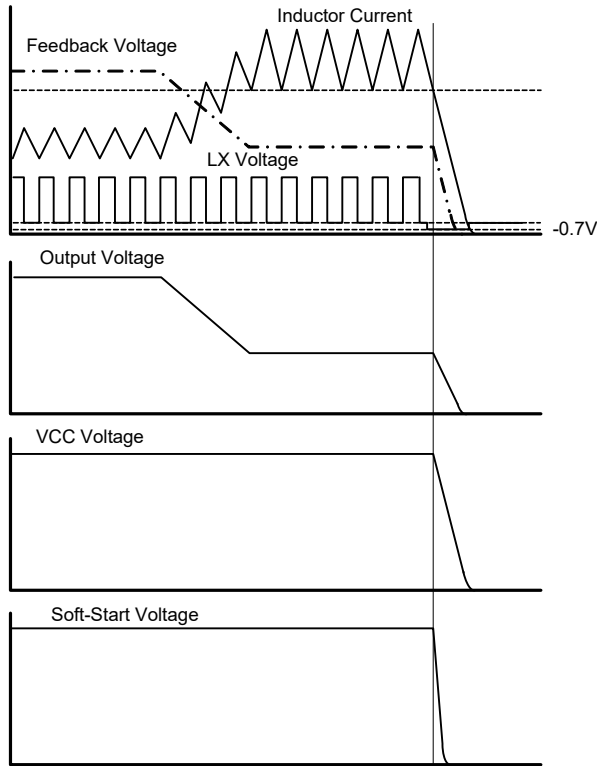 Inductor Current
Feedback Voltage
LX Voltage
-0.7V
Output Voltage
VCC Voltage
Soft-Start Voltage